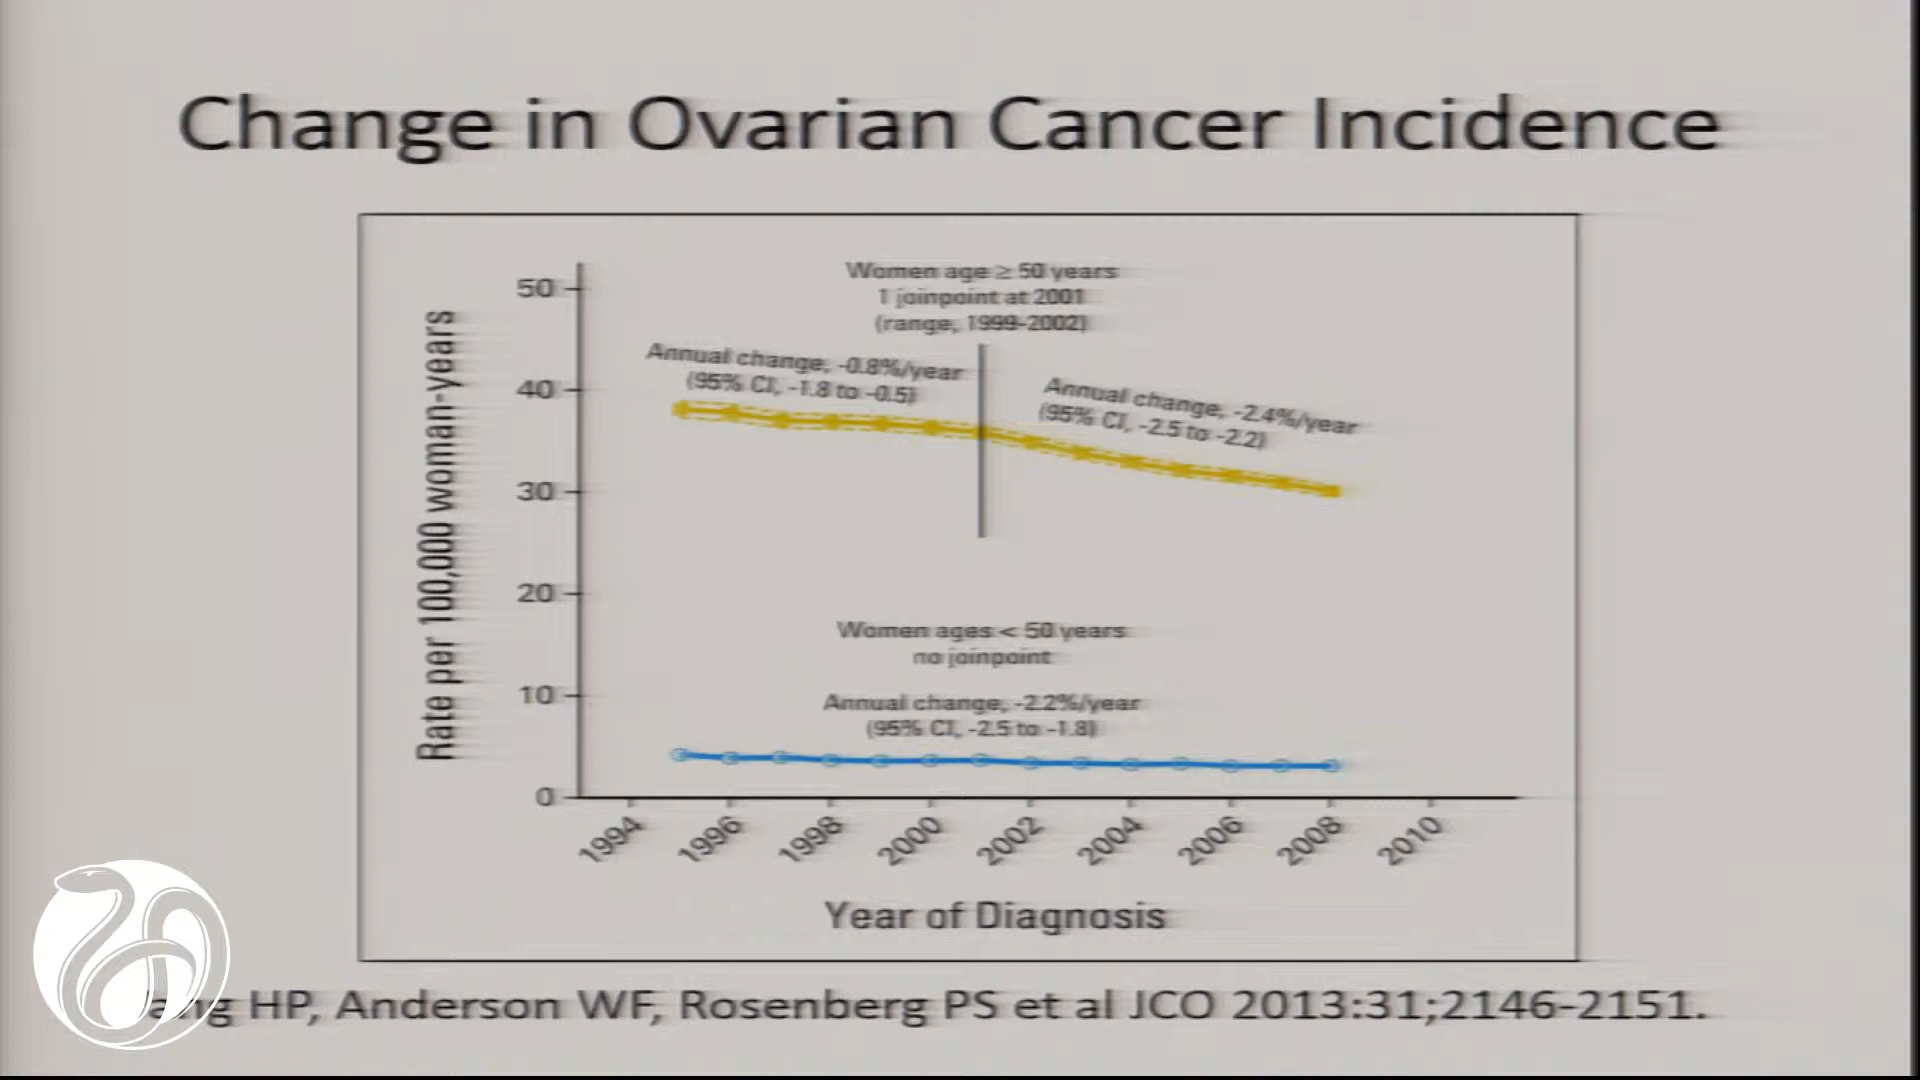 Change in Ovarian Cancer Incidence
Women age ≥ 50 years
1 joinpoint at 2001
(range, 1999-2002)
Annual change, -0.8%/year
(95% CI, -1.8 to -0.5)
Annual change, -2.4%/year
(95% CI, -2.5 to -2.2)
Rate per 100,000 woman-years
50
40
30
20
10
0
Women ages < 50 years
no joinpoint
Annual change, -2.2%/year
(95% CI, -2.5 to -1.8)
1994
1996
1998
2000
2002
2004
2006
2008
2010
Year of Diagnosis
HP, Anderson WF, Rosenberg PS et al JCO 2013:31;2146-2151.